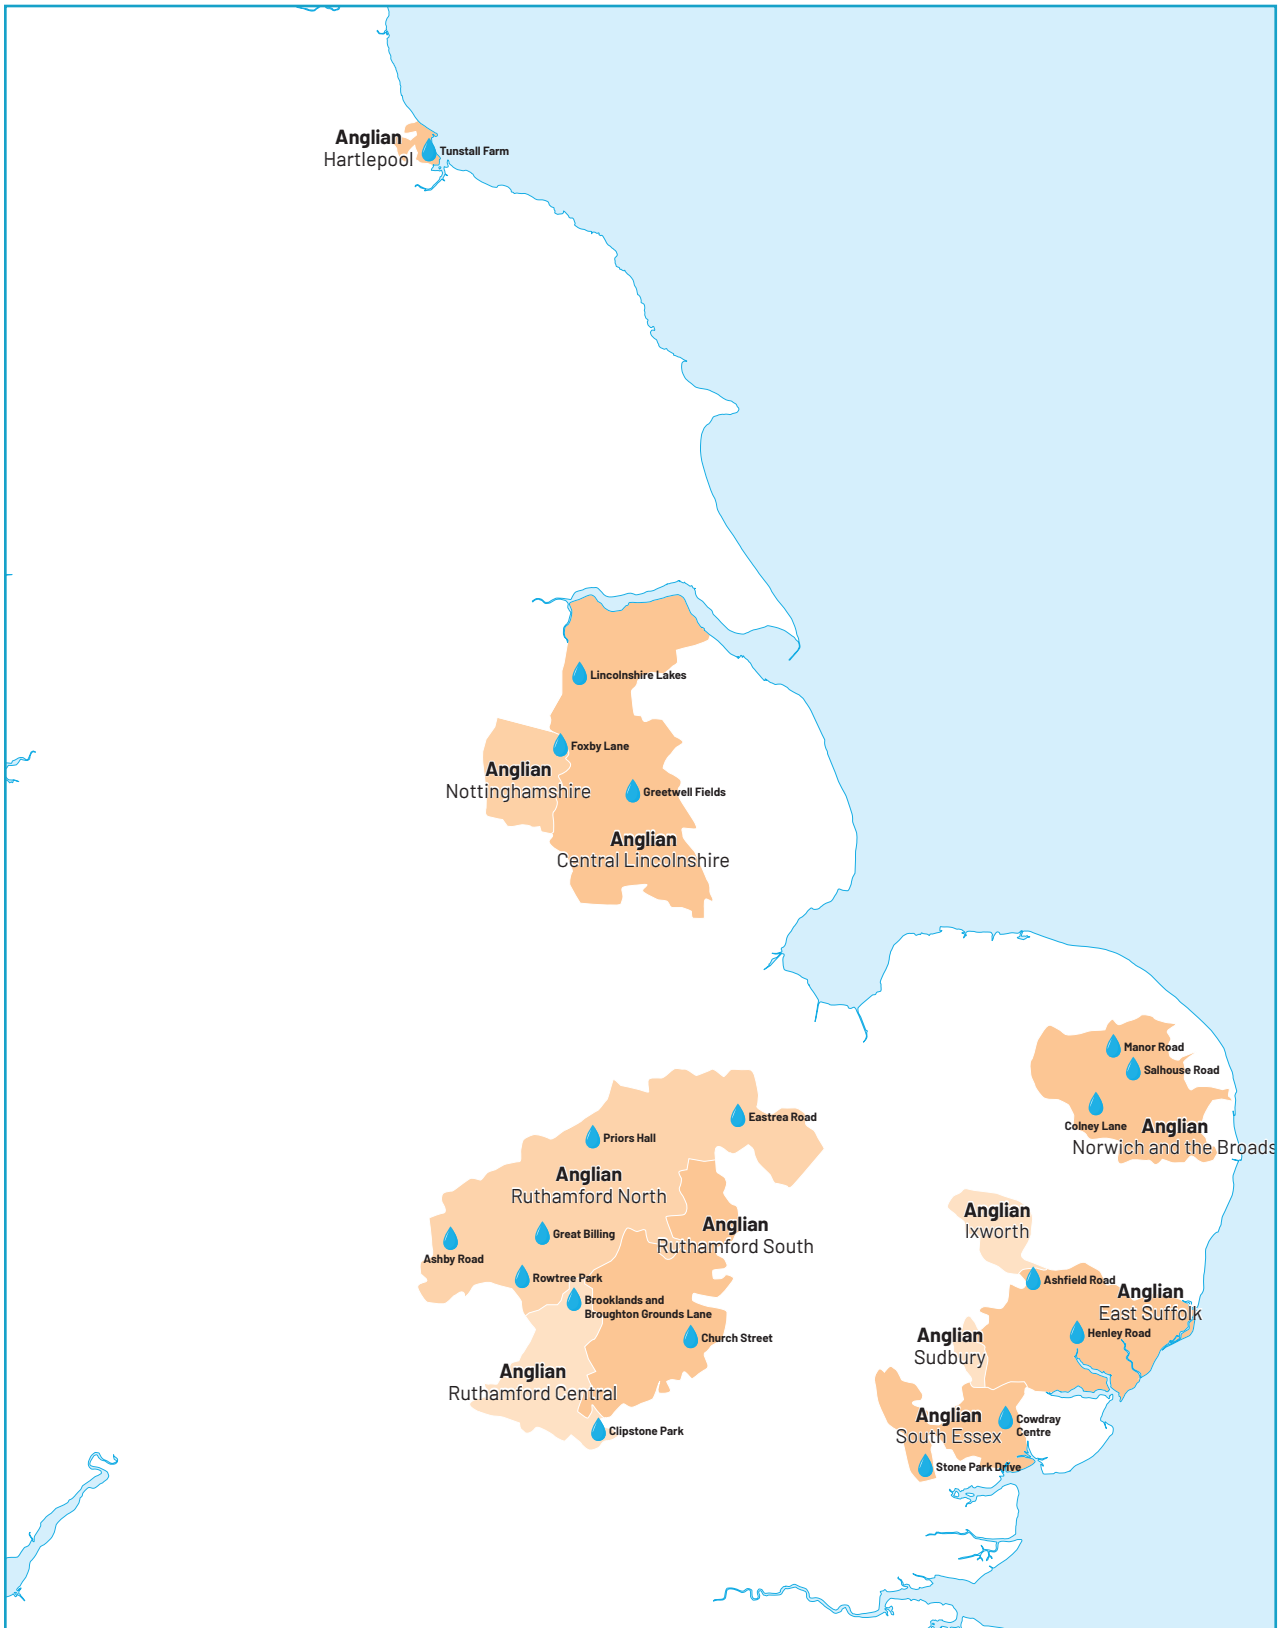 Anglian
Hartlepool
Tunstall Farm
Lincolnshire Lakes
Foxby Lane
Anglian
Nottinghamshire
Greetwell Fields
Anglian
Central Lincolnshire
Manor Road
Salhouse Road
Colney Lane
Anglian
Norwich and the Broads
Eastrea Road
Priors Hall
Anglian
Ruthamford North
Anglian
Ruthamford South
Great Billing
Ashby Road
Rowtree Park
Brooklands and
Broughton Grounds Lane
Church Street
Anglian
Ruthamford Central
Clipstone Park
Anglian
Ixworth
Ashfield Road
Anglian
East Suffolk
Henley Road
Anglian
Sudbury
Anglian
South Essex
Cowdray
Centre
Stone Park Drive